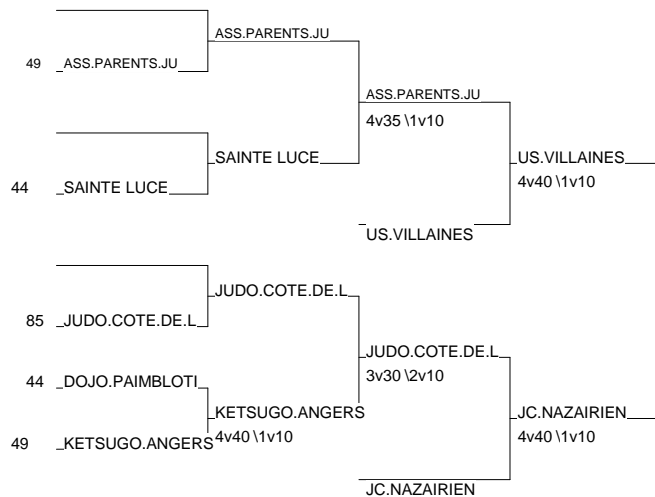 ASS.PARENTS.JU
49 ASS.PARENTS.JU
ASS.PARENTS.JU
4v35 \1v10
SAINTE LUCE
US.VILLAINES
4v40 \1v10
44 SAINTE LUCE
US.VILLAINES
JUDO.COTE.DE.L
85 JUDO.COTE.DE.L
JUDO.COTE.DE.L
3v30 \2v10
44 DOJO.PAIMBLOTI
KETSUGO.ANGERS
4v40 \1v10
JC.NAZAIRIEN
4v40 \1v10
49 KETSUGO.ANGERS
JC.NAZAIRIEN